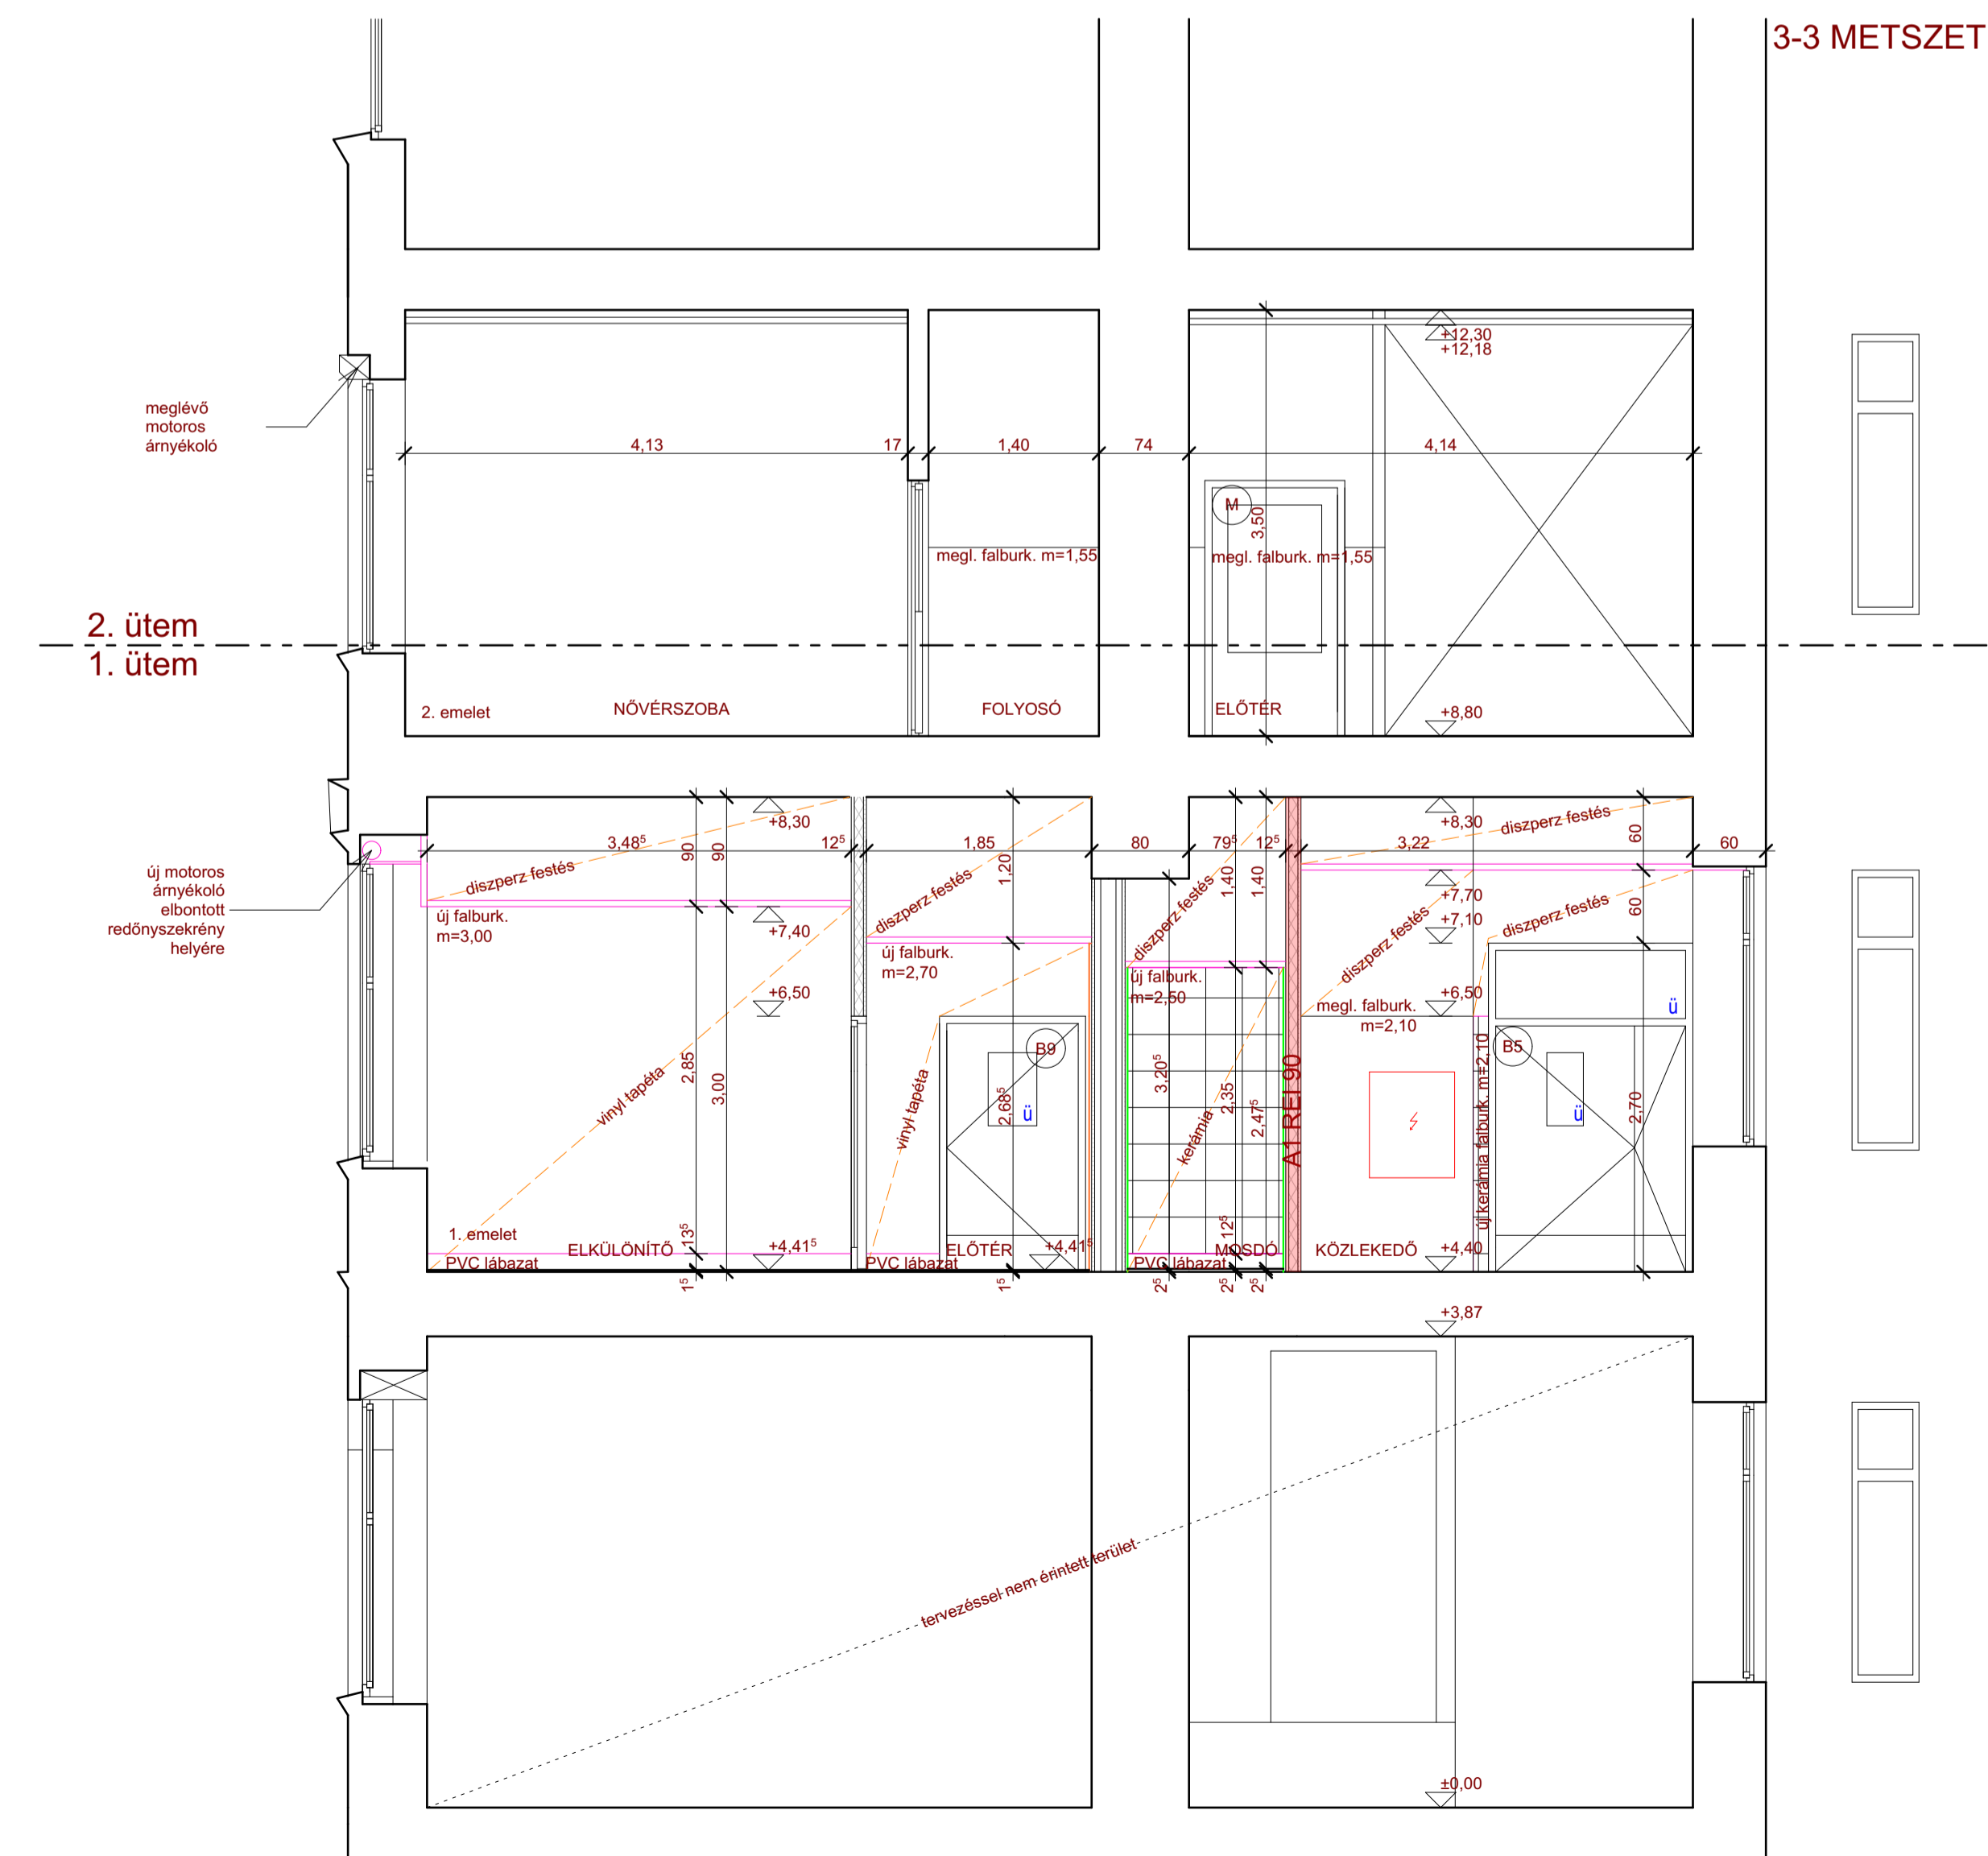 3-3 METSZET
+12,30
+12,18
meglévő
motoros
árnyékoló
4,13
17
1,40
74
4,14
M
3,50
megl. falburk. m=1,55
megl. falburk. m=1,55
2. ütem
1. ütem
2. emelet
NŐVÉRSZOBA
FOLYOSÓ
ELŐTÉR
+8,80
+8,30
+8,30
diszperz festés
60
3,48⁵
90
90
12⁵
1,85
1,20
80
79⁵
12⁵
3,22
60
új motoros
árnyékoló
elbontott
redőnyszekrény
helyére
diszperz festés
diszperz festés
diszperz festés
1,40
1,40
diszperz festés
diszperz festés
60
új falburk.
m=3,00
+7,40
+7,70
+7,10
új falburk.
m=2,70
új falburk.
m=2,50
+6,50
megl. falburk.
m=2,10
+6,50
ü
B9
B5
2,85
3,00
vinyl tapéta
vinyl tapéta
2,68⁵
ü
3,20⁵
kerámia
2,35
2,47⁵
A1 REI 90
új kerámia falburk. m=2,10
ü
2,70
1. emelet
13⁵
12⁵
ELKÜLÖNÍTŐ
+4,41⁵
ELŐTÉR
+4,41⁵
MOSDÓ
KÖZLEKEDŐ
+4,40
PVC lábazat
PVC lábazat
PVC lábazat
1⁵
1⁵
2⁵
2⁵
2⁵
+3,87
tervezéssel nem érintett terület
±0,00